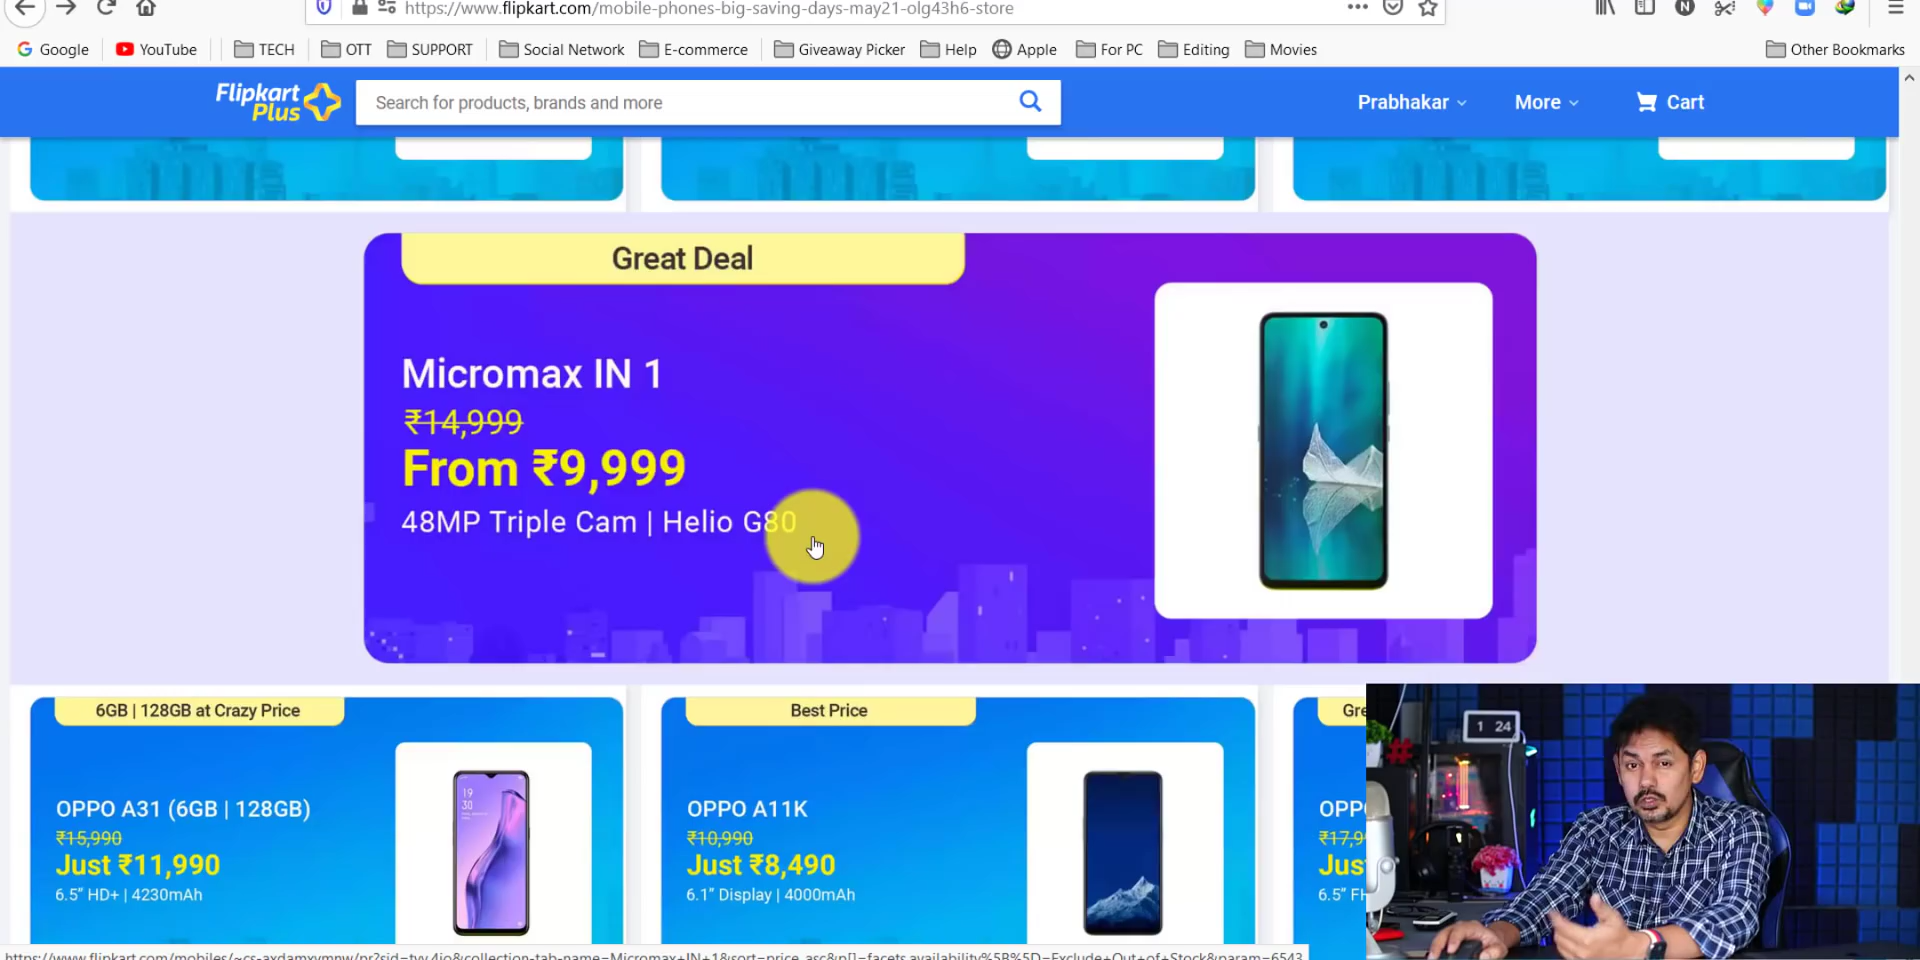 https://www.flipkart.com/mobile-phones-big-saving-days-may21-olg43h6-store
Google YouTube TECH OTT SUPPORT Social Network E-commerce Giveaway Picker Help Apple For PC Editing Movies Other Bookmarks
Flipkart
Plus
Search for products, brands and more
Prabhakar More Cart
Great Deal
Micromax IN 1
₹14,999
From ₹9,999
48MP Triple Cam | Helio G80
6GB | 128GB at Crazy Price
OPPO A31 (6GB | 128GB)
₹15,990
Just ₹11,990
6.5” HD+ | 4230mAh
19
30
Best Price
OPPO A11K
₹10,990
Just ₹8,490
6.1” Display | 4000mAh
1 24